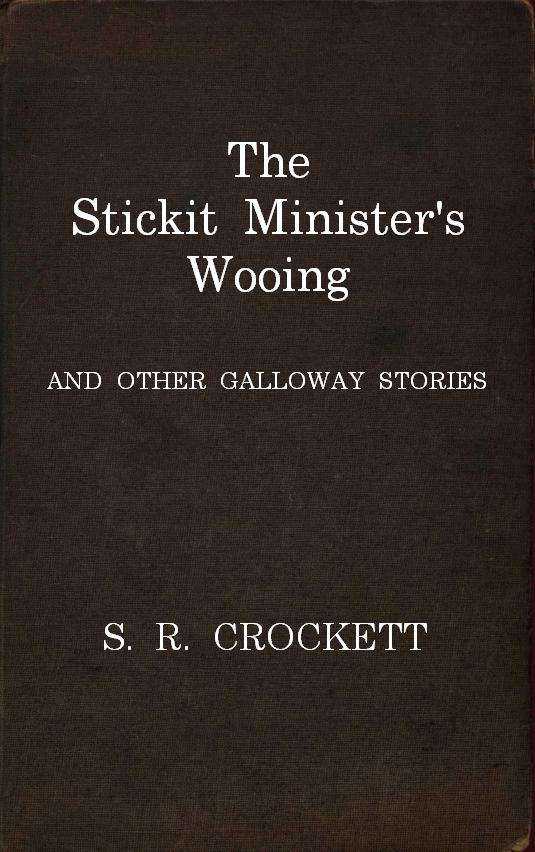 The
Stickit Minister's
Wooing
AND OTHER GALLOWAY STORIES
S. R. CROCKETT